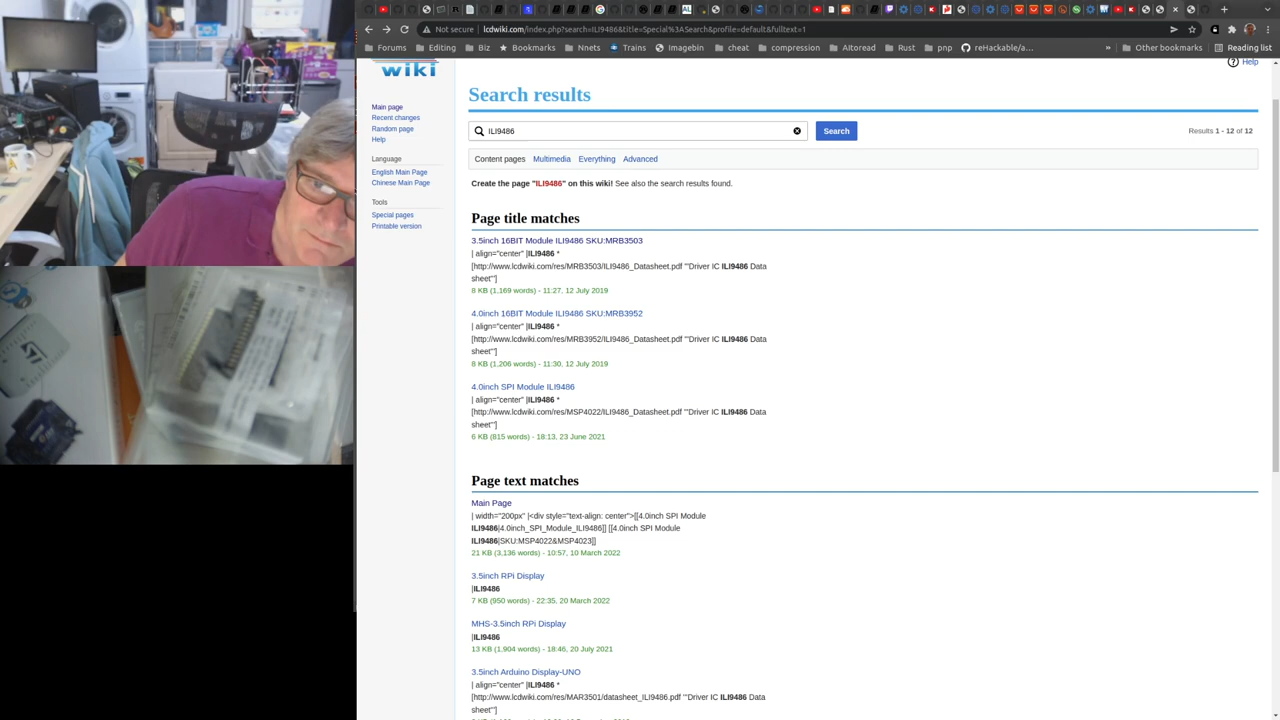 Not secure | lcdwiki.com/index.php?search=ILI9486&title=Special%3ASearch&go=Go&fulltext=1
Forums Editing Biz Bookmarks Nnets Trains Imagebin cheat compression Aitoread Rust pnp reHackable/a… » Other bookmarks Reading list
wiki
Help
Main page
Recent changes
Random page
Help
Language
English Main Page
Chinese Main Page
Tools
Special pages
Printable version
Search results
ILI9486 Search Results 1 - 12 of 12
Content pages Multimedia Everything Advanced
Create the page "ILI9486" on this wiki! See also the search results found.
Page title matches
3.5inch 16BIT Module ILI9486 SKU:MRB3503
| align="center" |ILI9486 *
[http://www.lcdwiki.com/res/MRB3503/ILI9486_Datasheet.pdf '''Driver IC ILI9486 Data
sheet''']
8 KB (1,169 words) - 11:27, 12 July 2019
4.0inch 16BIT Module ILI9486 SKU:MRB3952
| align="center" |ILI9486 *
[http://www.lcdwiki.com/res/MRB3952/ILI9486_Datasheet.pdf '''Driver IC ILI9486 Data
sheet''']
8 KB (1,206 words) - 11:30, 12 July 2019
4.0inch SPI Module ILI9486
| align="center" |ILI9486 *
[http://www.lcdwiki.com/res/MSP4022/ILI9486_Datasheet.pdf '''Driver IC ILI9486 Data
sheet''']
6 KB (815 words) - 18:13, 23 June 2021
Page text matches
Main Page
| width="200px" |<div style="text-align: center">[[4.0inch SPI Module
ILI9486|4.0inch_SPI_Module_ILI9486]] [[4.0inch SPI Module
ILI9486|SKU:MSP4022&MSP4023]]
21 KB (3,136 words) - 10:57, 10 March 2022
3.5inch RPi Display
|ILI9486
7 KB (950 words) - 22:35, 20 March 2022
MHS-3.5inch RPi Display
|ILI9486
13 KB (1,904 words) - 18:46, 20 July 2021
3.5inch Arduino Display-UNO
| align="center" |ILI9486 *
[http://www.lcdwiki.com/res/MAR3501/datasheet_ILI9486.pdf '''Driver IC ILI9486 Data
sheet''']